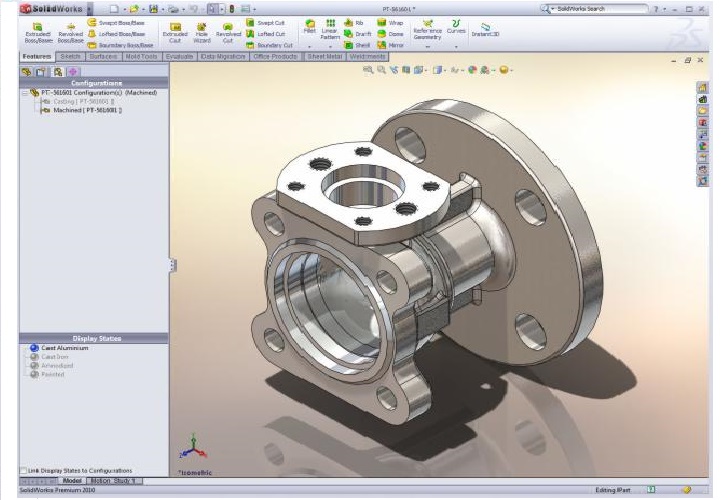 SolidWorks
PT-561601 *
SolidWorks Search
Extruded Boss/Base
Revolved Boss/Base
Swept Boss/Base
Lofted Boss/Base
Boundary Boss/Base
Extruded Cut
Hole Wizard
Revolved Cut
Swept Cut
Lofted Cut
Boundary Cut
Fillet
Linear Pattern
Rib
Draft
Shell
Wrap
Dome
Mirror
Reference Geometry
Curves
Instant3D
Features Sketch Surfaces Mold Tools Evaluate Data Migration Office Products Sheet Metal Weldments
Configurations
PT-561601 Configuration(s) (Machined)
Casting [ PT-561601 ]
Machined [ PT-561601 ]
Display States
Cast Aluminium
Cast Iron
Painted
Link Display States to Configurations
*Isometric
Model Motion Study 1
SolidWorks Premium 2010
Editing Part